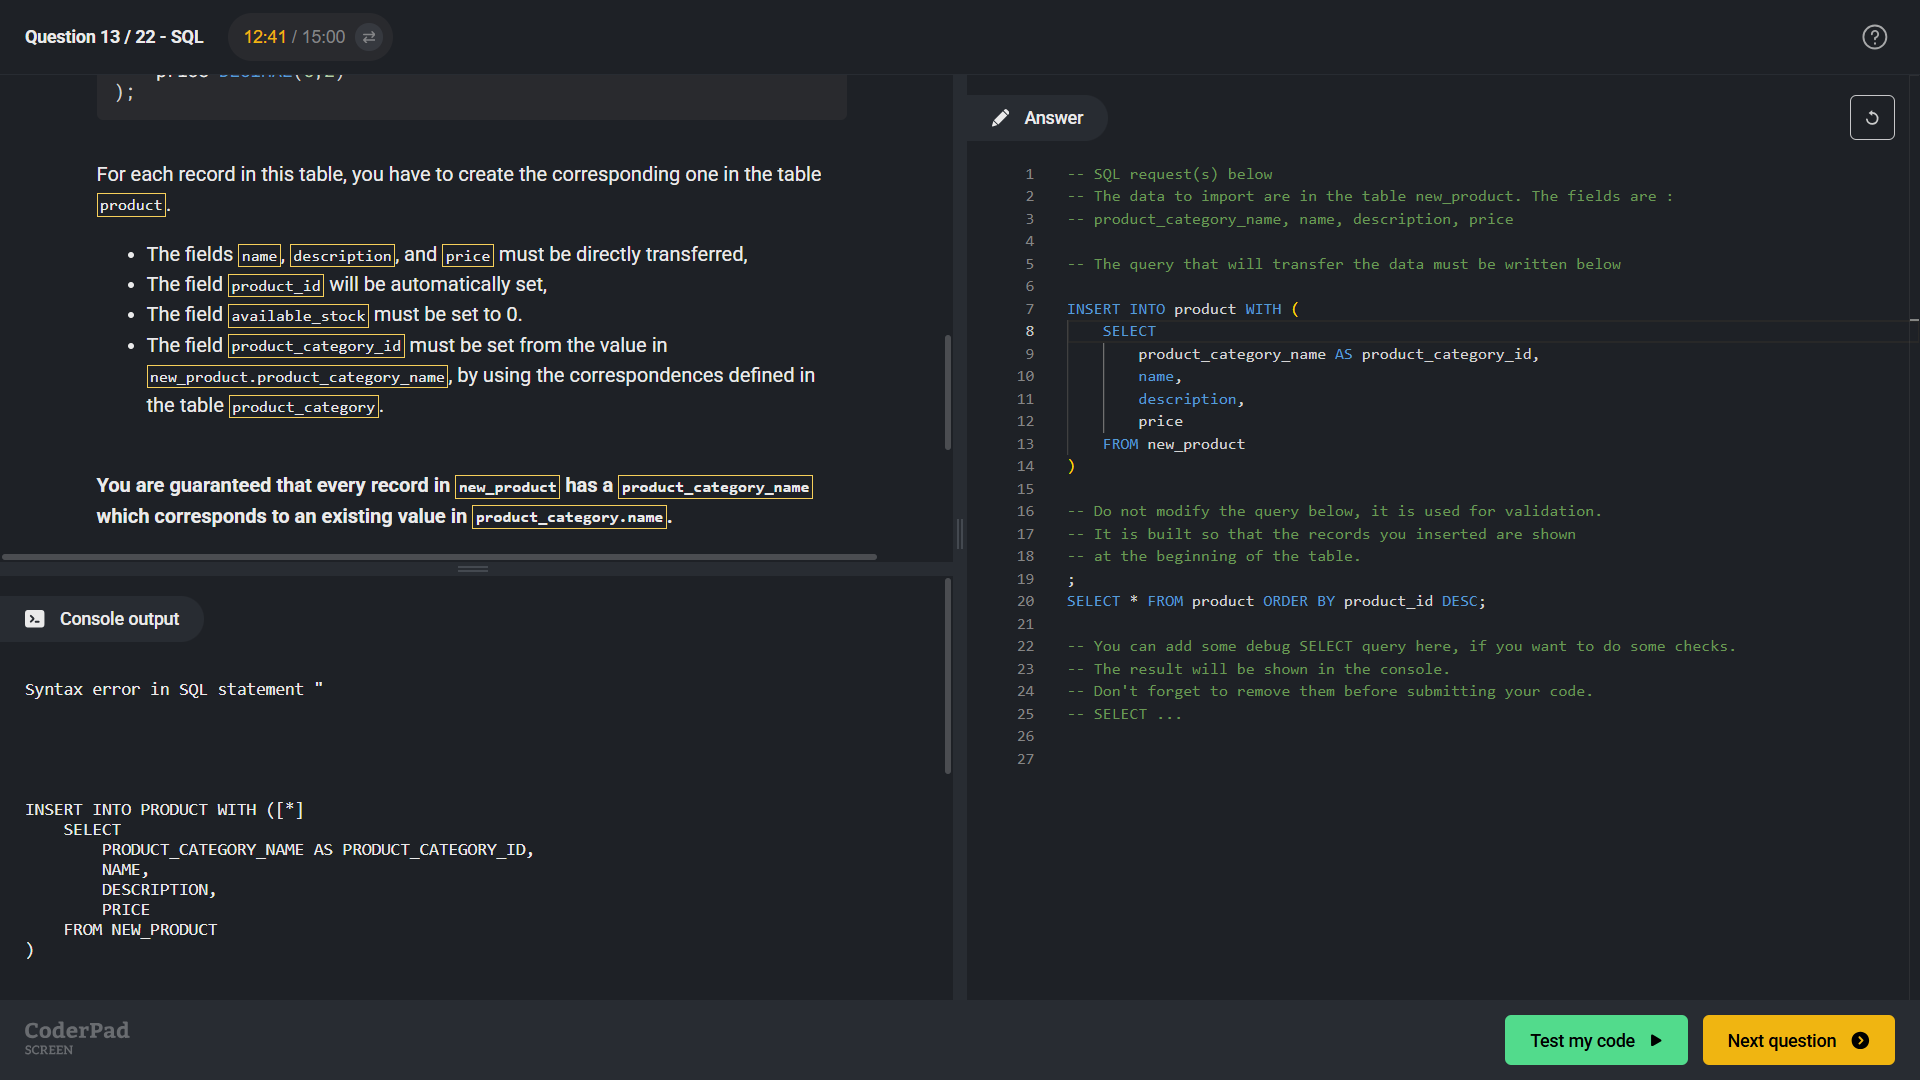 Question 13 / 22 - SQL
12:41 / 15:00
);
For each record in this table, you have to create the corresponding one in the table
product.
• The fields name, description, and price must be directly transferred,
• The field product_id will be automatically set,
• The field available_stock must be set to 0.
• The field product_category_id must be set from the value in
new_product.product_category_name, by using the correspondences defined in
the table product_category.
You are guaranteed that every record in new_product has a product_category_name
which corresponds to an existing value in product_category.name.
Console output
Syntax error in SQL statement "
INSERT INTO PRODUCT WITH ([*]
SELECT
PRODUCT_CATEGORY_NAME AS PRODUCT_CATEGORY_ID,
NAME,
DESCRIPTION,
PRICE
FROM NEW_PRODUCT
)
Answer
1 -- SQL request(s) below
2 -- The data to import are in the table new_product. The fields are :
3 -- product_category_name, name, description, price
4
5 -- The query that will transfer the data must be written below
6
7 INSERT INTO product WITH (
8 SELECT
9 product_category_name AS product_category_id,
10 name,
11 description,
12 price
13 FROM new_product
14 )
15
16 -- Do not modify the query below, it is used for validation.
17 -- It is built so that the records you inserted are shown
18 -- at the beginning of the table.
19 ;
20 SELECT * FROM product ORDER BY product_id DESC;
21
22 -- You can add some debug SELECT query here, if you want to do some checks.
23 -- The result will be shown in the console.
24 -- Don't forget to remove them before submitting your code.
25 -- SELECT ...
26
27
CoderPad
SCREEN
Test my code
Next question